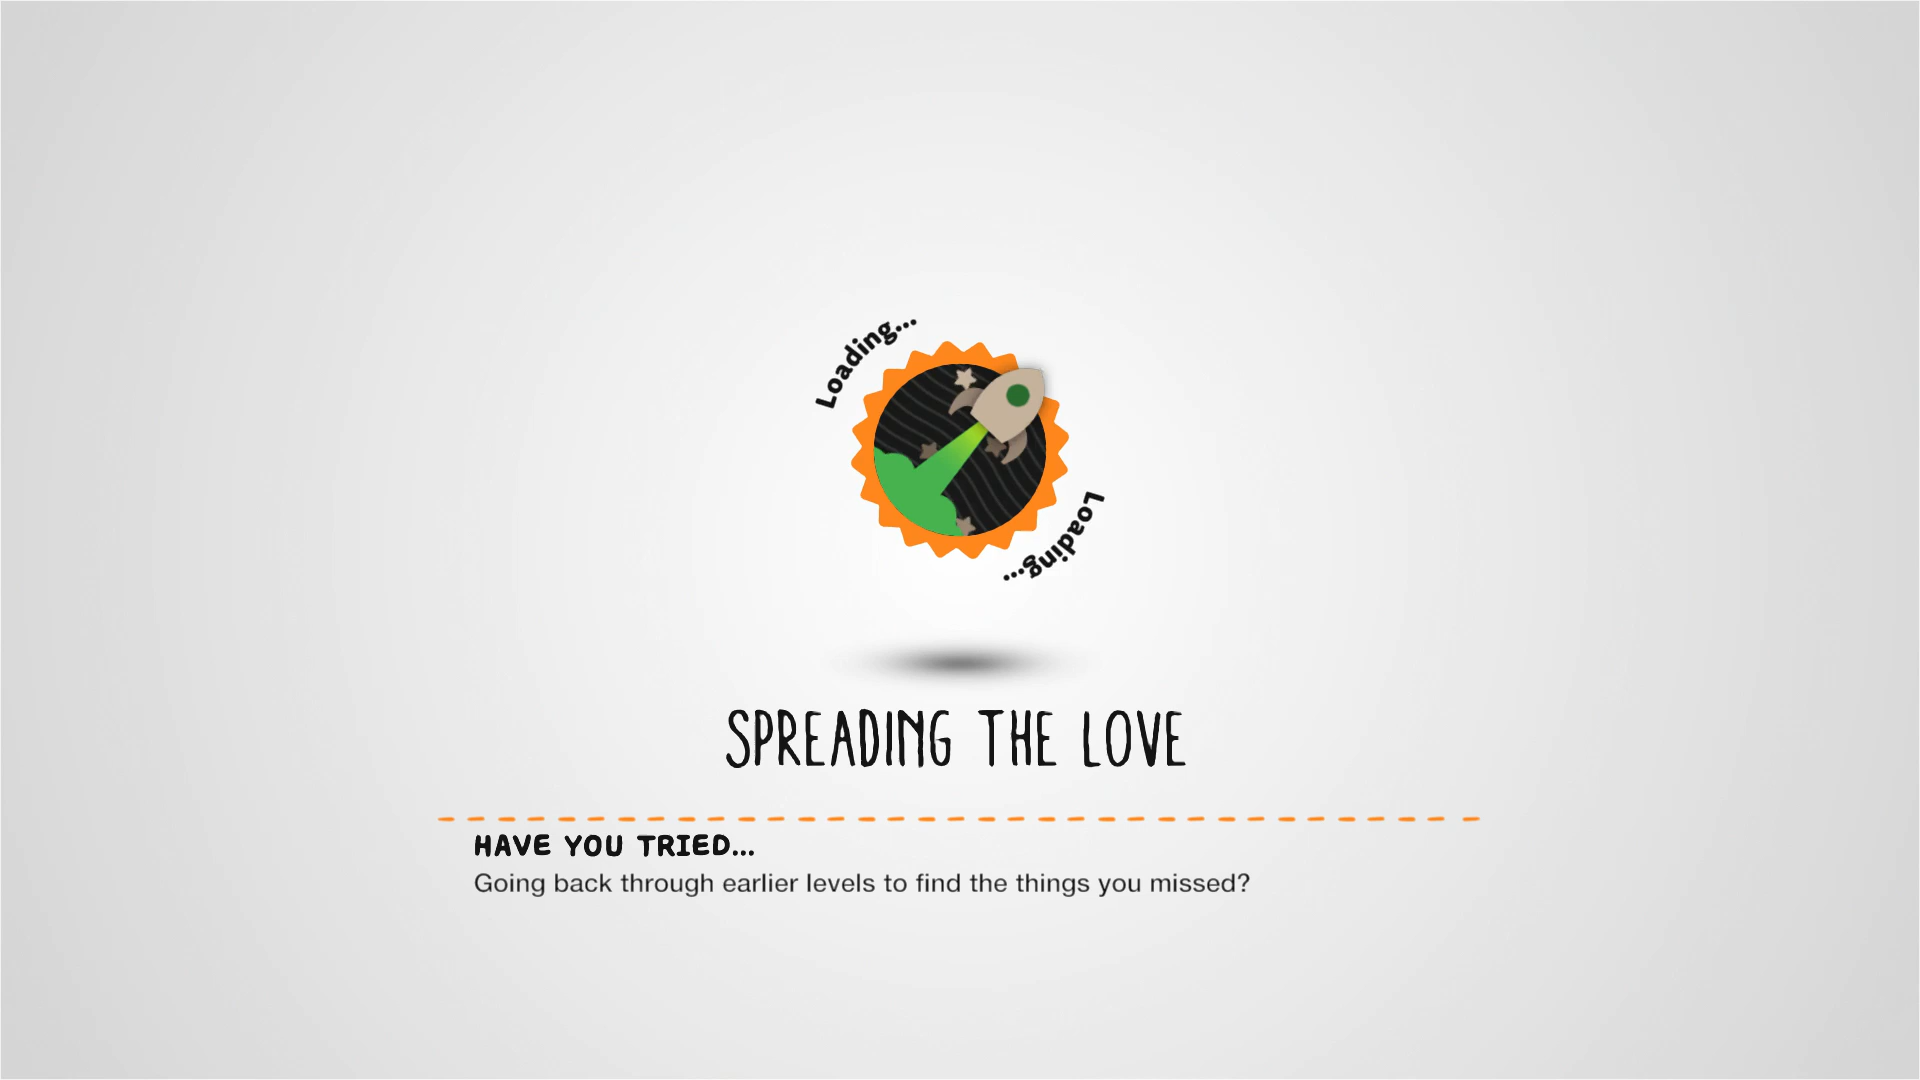 Loading...
Loading...
SPREADING THE LOVE
HAVE YOU TRIED...
Going back through earlier levels to find the things you missed?